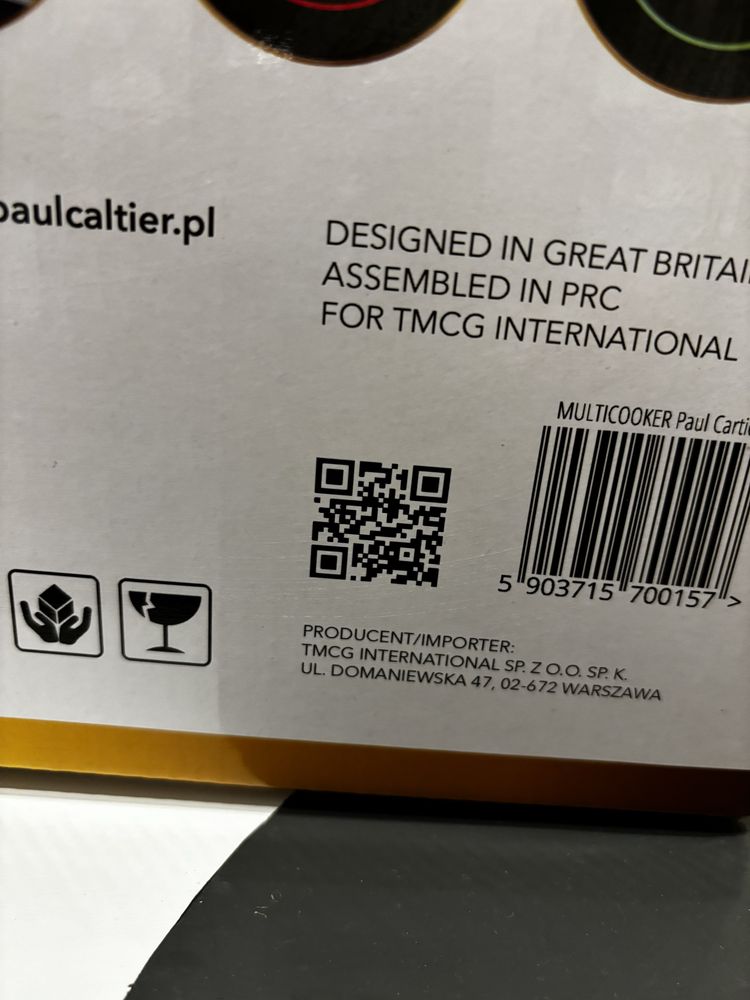 paulcaltier.pl
DESIGNED IN GREAT BRITAI
ASSEMBLED IN PRC
FOR TMCG INTERNATIONAL
MULTICOOKER Paul Cartie
5 903715 700157 >
PRODUCENT/IMPORTER:
TMCG INTERNATIONAL SP. Z O.O. SP. K.
UL. DOMANIEWSKA 47, 02-672 WARSZAWA